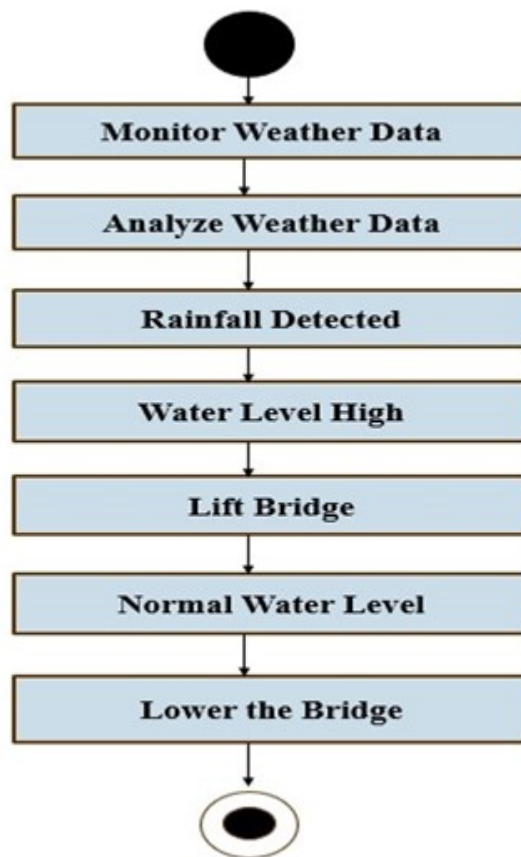 Monitor Weather Data
Analyze Weather Data
Rainfall Detected
Water Level High
Lift Bridge
Normal Water Level
Lower the Bridge